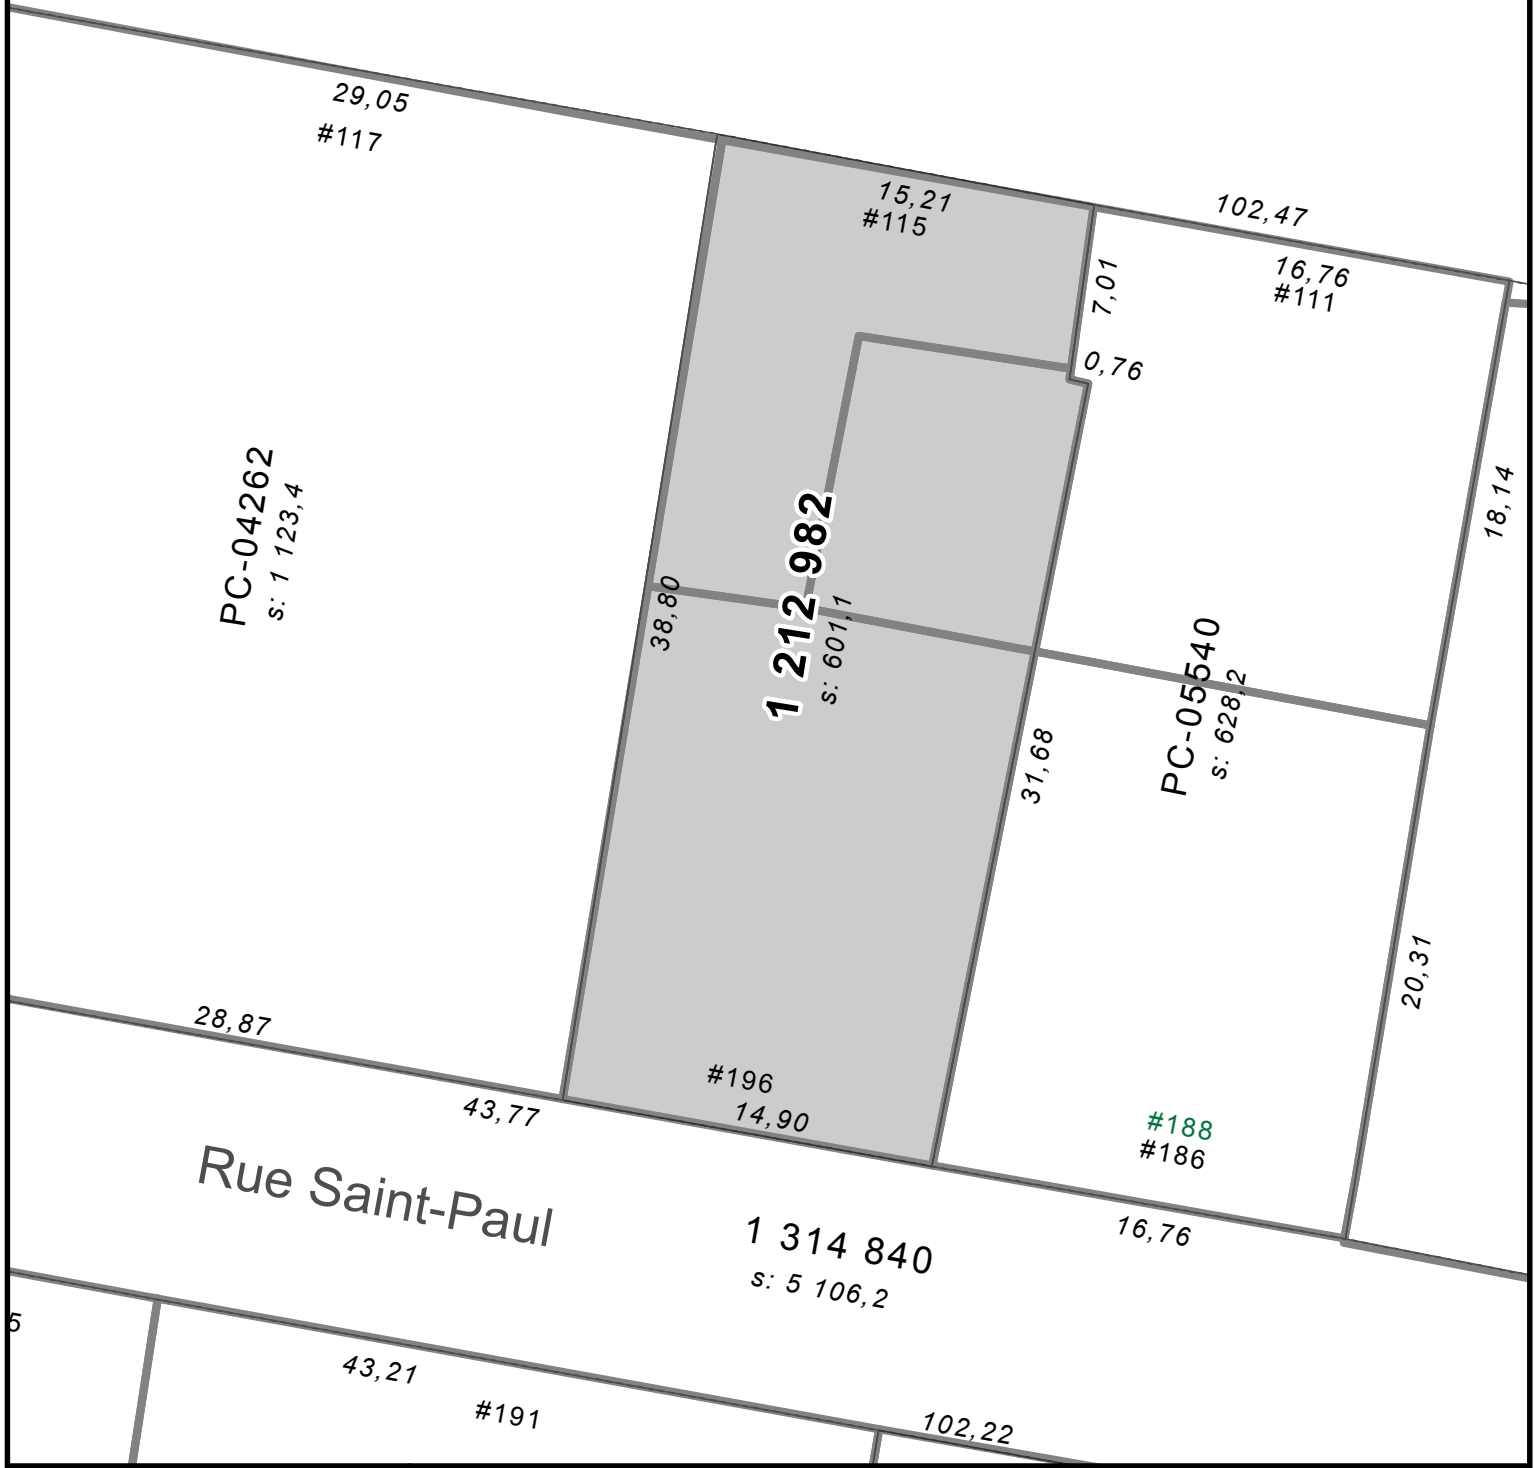 29,05
#117
15,21
#115
102,47
16,76
#111
7,01
0,76
18,14
PC-04262
s: 1 123,4
38,80
1 212 982
s: 601,1
PC-05540
s: 628,2
31,68
20,31
28,87
43,77
#196
14,90
#188
#186
16,76
Rue Saint-Paul
1 314 840
s: 5 106,2
5
43,21
#191
102,22